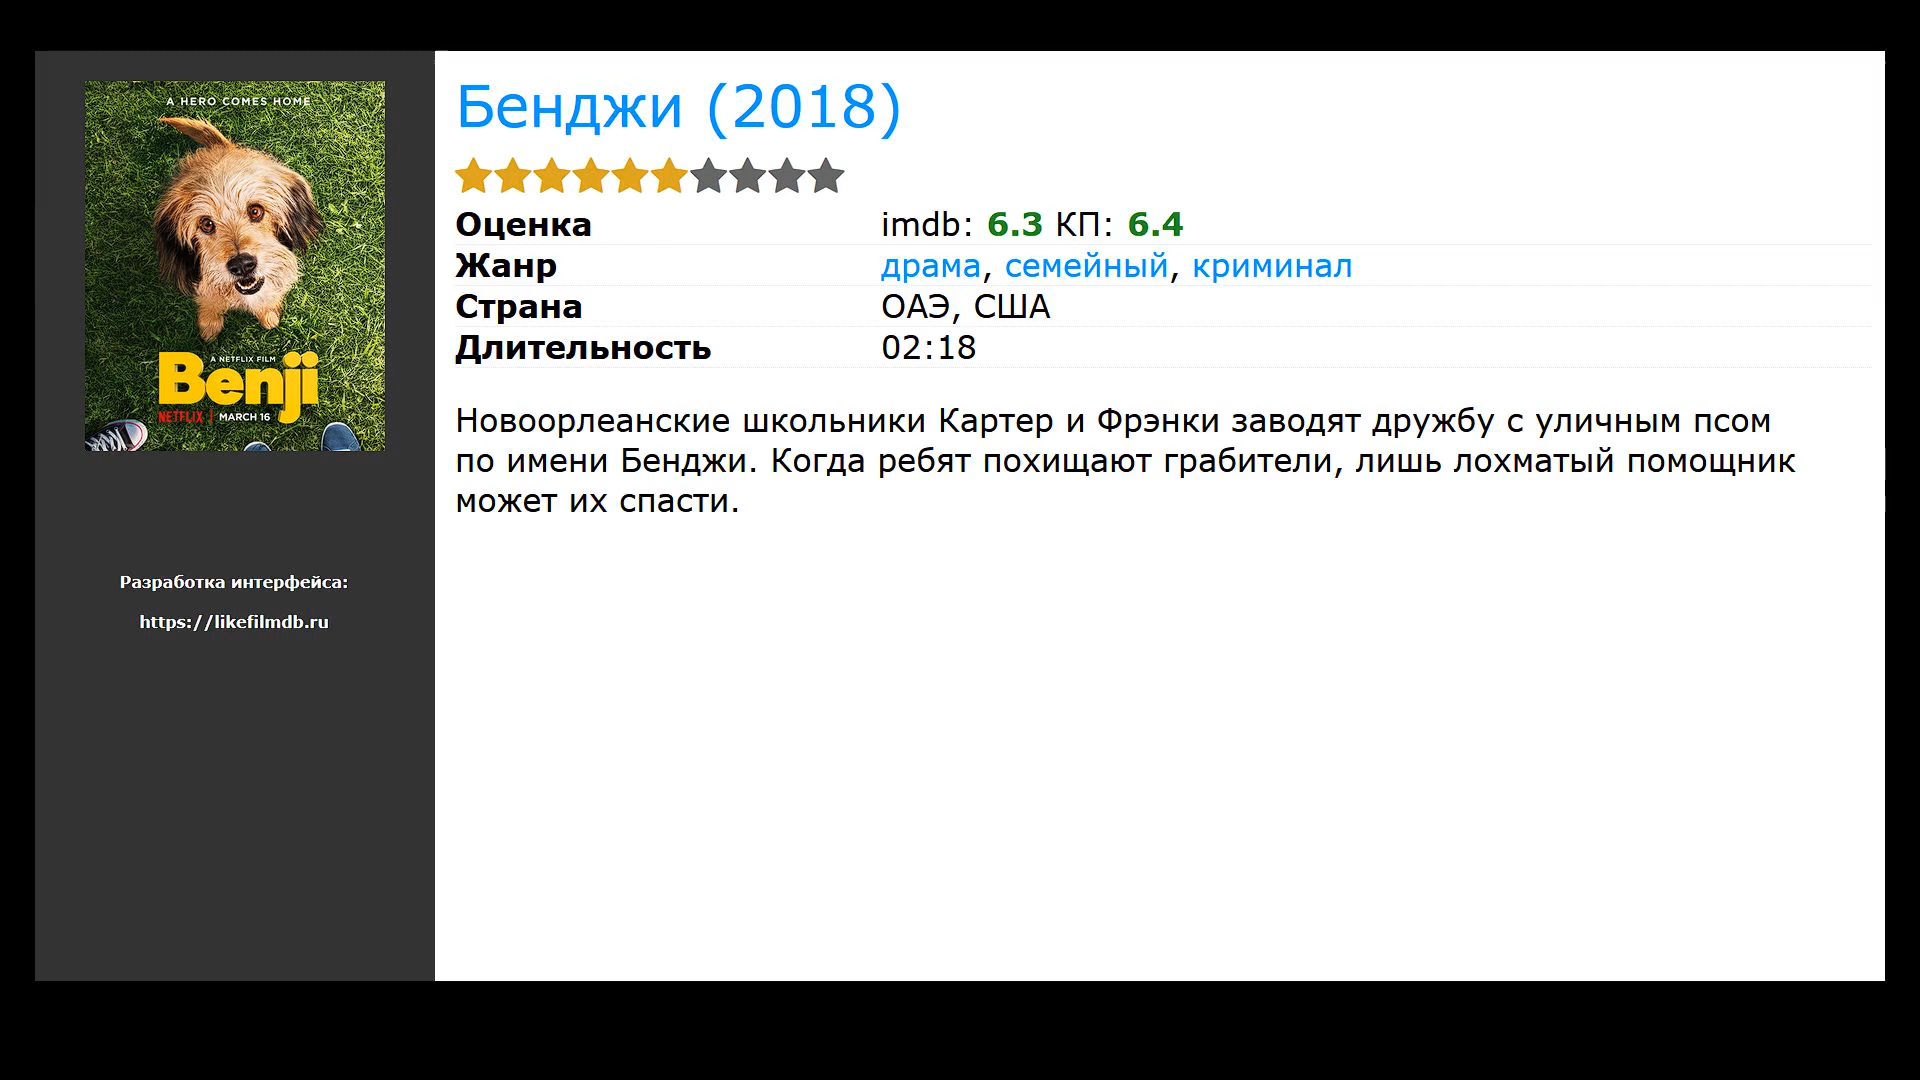 A HERO COMES HOME
A NETFLIX FILM
Benji
NETFLIX | MARCH 16
Разработка интерфейса:
https://likefilmdb.ru
Бенджи (2018)
Оценка imdb: 6.3 КП: 6.4
Жанр драма, семейный, криминал
Страна ОАЭ, США
Длительность 02:18
Новоорлеанские школьники Картер и Фрэнки заводят дружбу с уличным псом
по имени Бенджи. Когда ребят похищают грабители, лишь лохматый помощник
может их спасти.